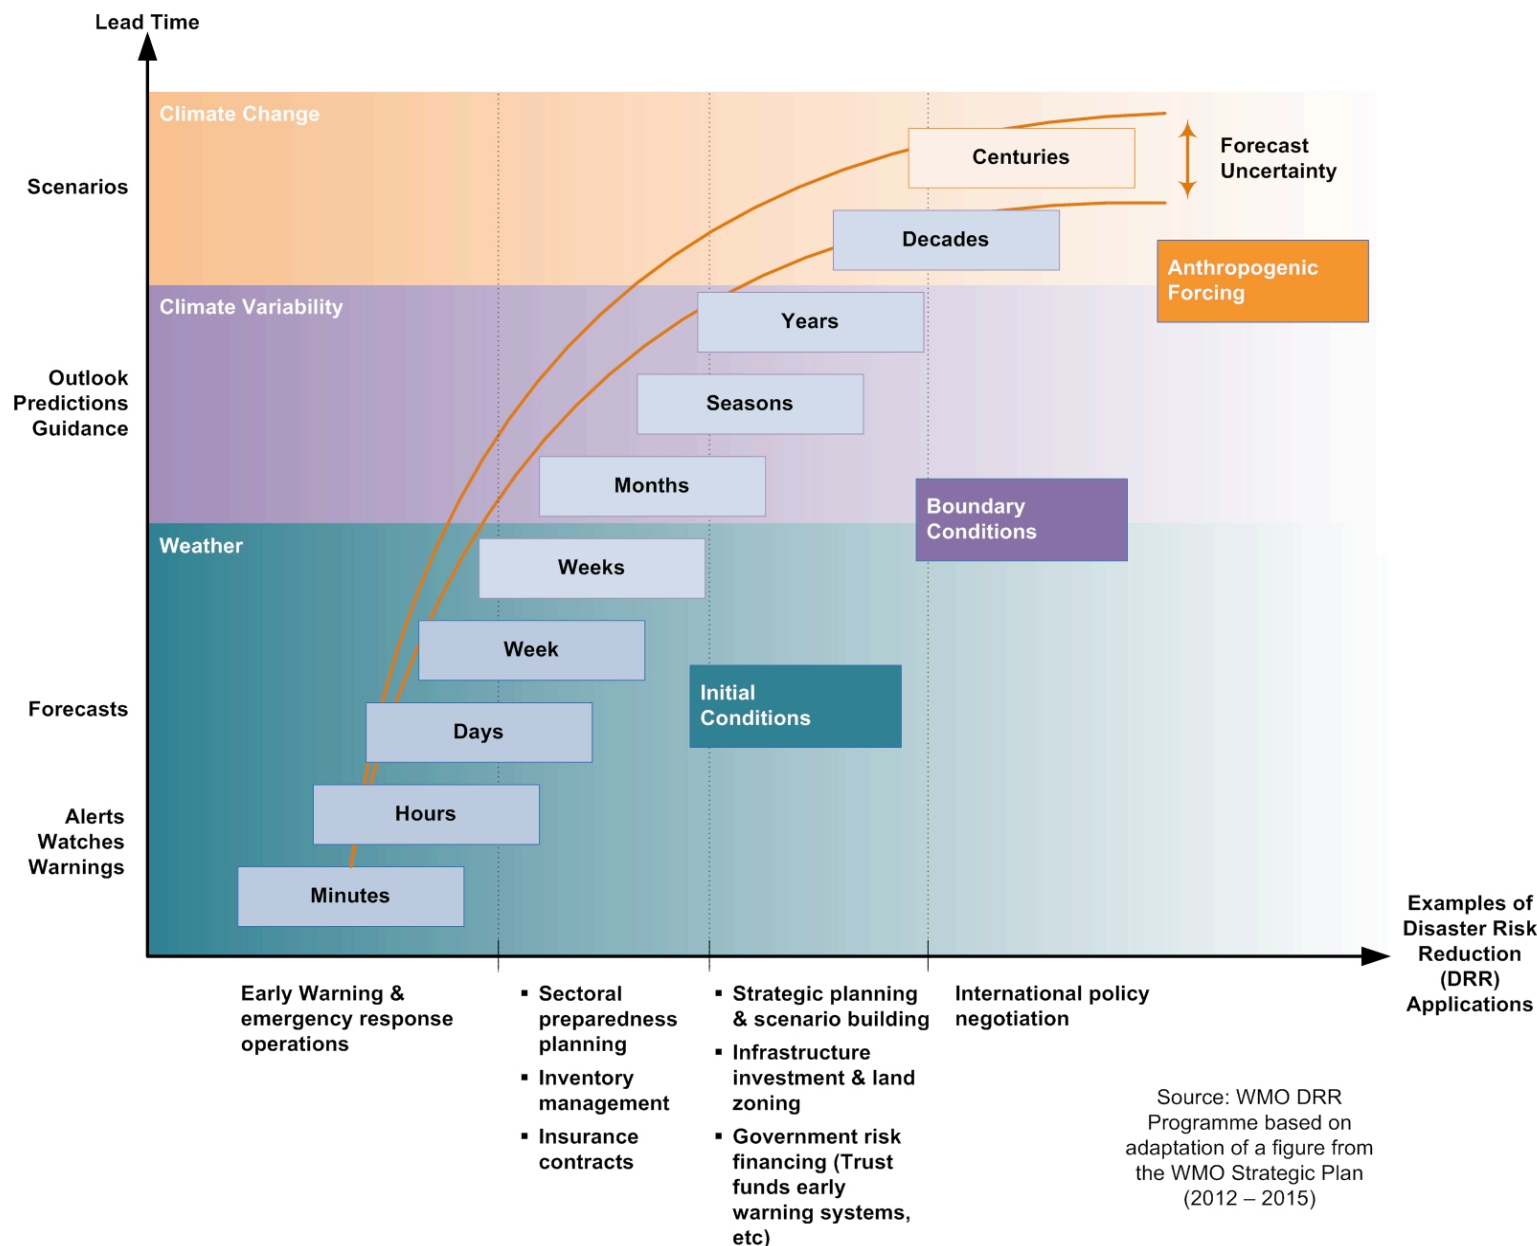 Lead Time
Climate Change
Scenarios
Centuries
Forecast
Uncertainty
Decades
Anthropogenic
Forcing
Climate Variability
Years
Outlook
Predictions
Guidance
Seasons
Months
Boundary
Conditions
Weather
Weeks
Week
Initial
Conditions
Forecasts
Days
Alerts
Watches
Warnings
Hours
Minutes
Examples of
Disaster Risk
Reduction
(DRR)
Applications
Early Warning &
emergency response
operations
▪ Sectoral
preparedness
planning
▪ Inventory
management
▪ Insurance
contracts
▪ Strategic planning
& scenario building
▪ Infrastructure
investment & land
zoning
▪ Government risk
financing (Trust
funds early
warning systems,
etc)
International policy
negotiation
Source: WMO DRR
Programme based on
adaptation of a figure from
the WMO Strategic Plan
(2012 – 2015)